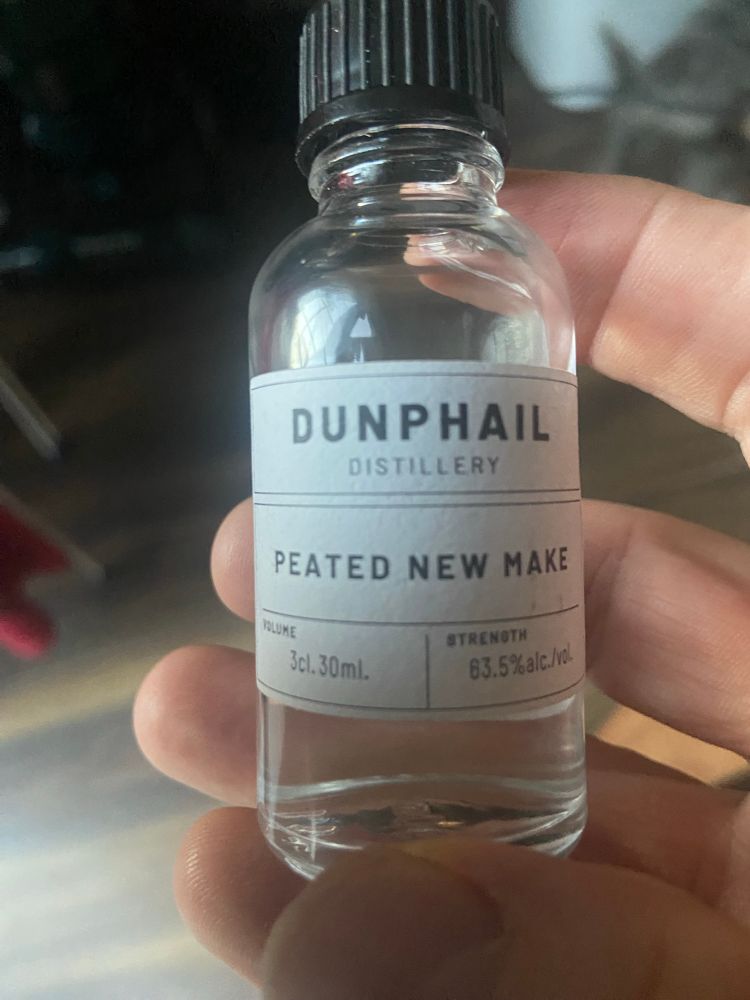 DUNPHAIL
DISTILLERY
PEATED NEW MAKE
VOLUME
3cl. 30ml.
STRENGTH
63.5%alc./vol.